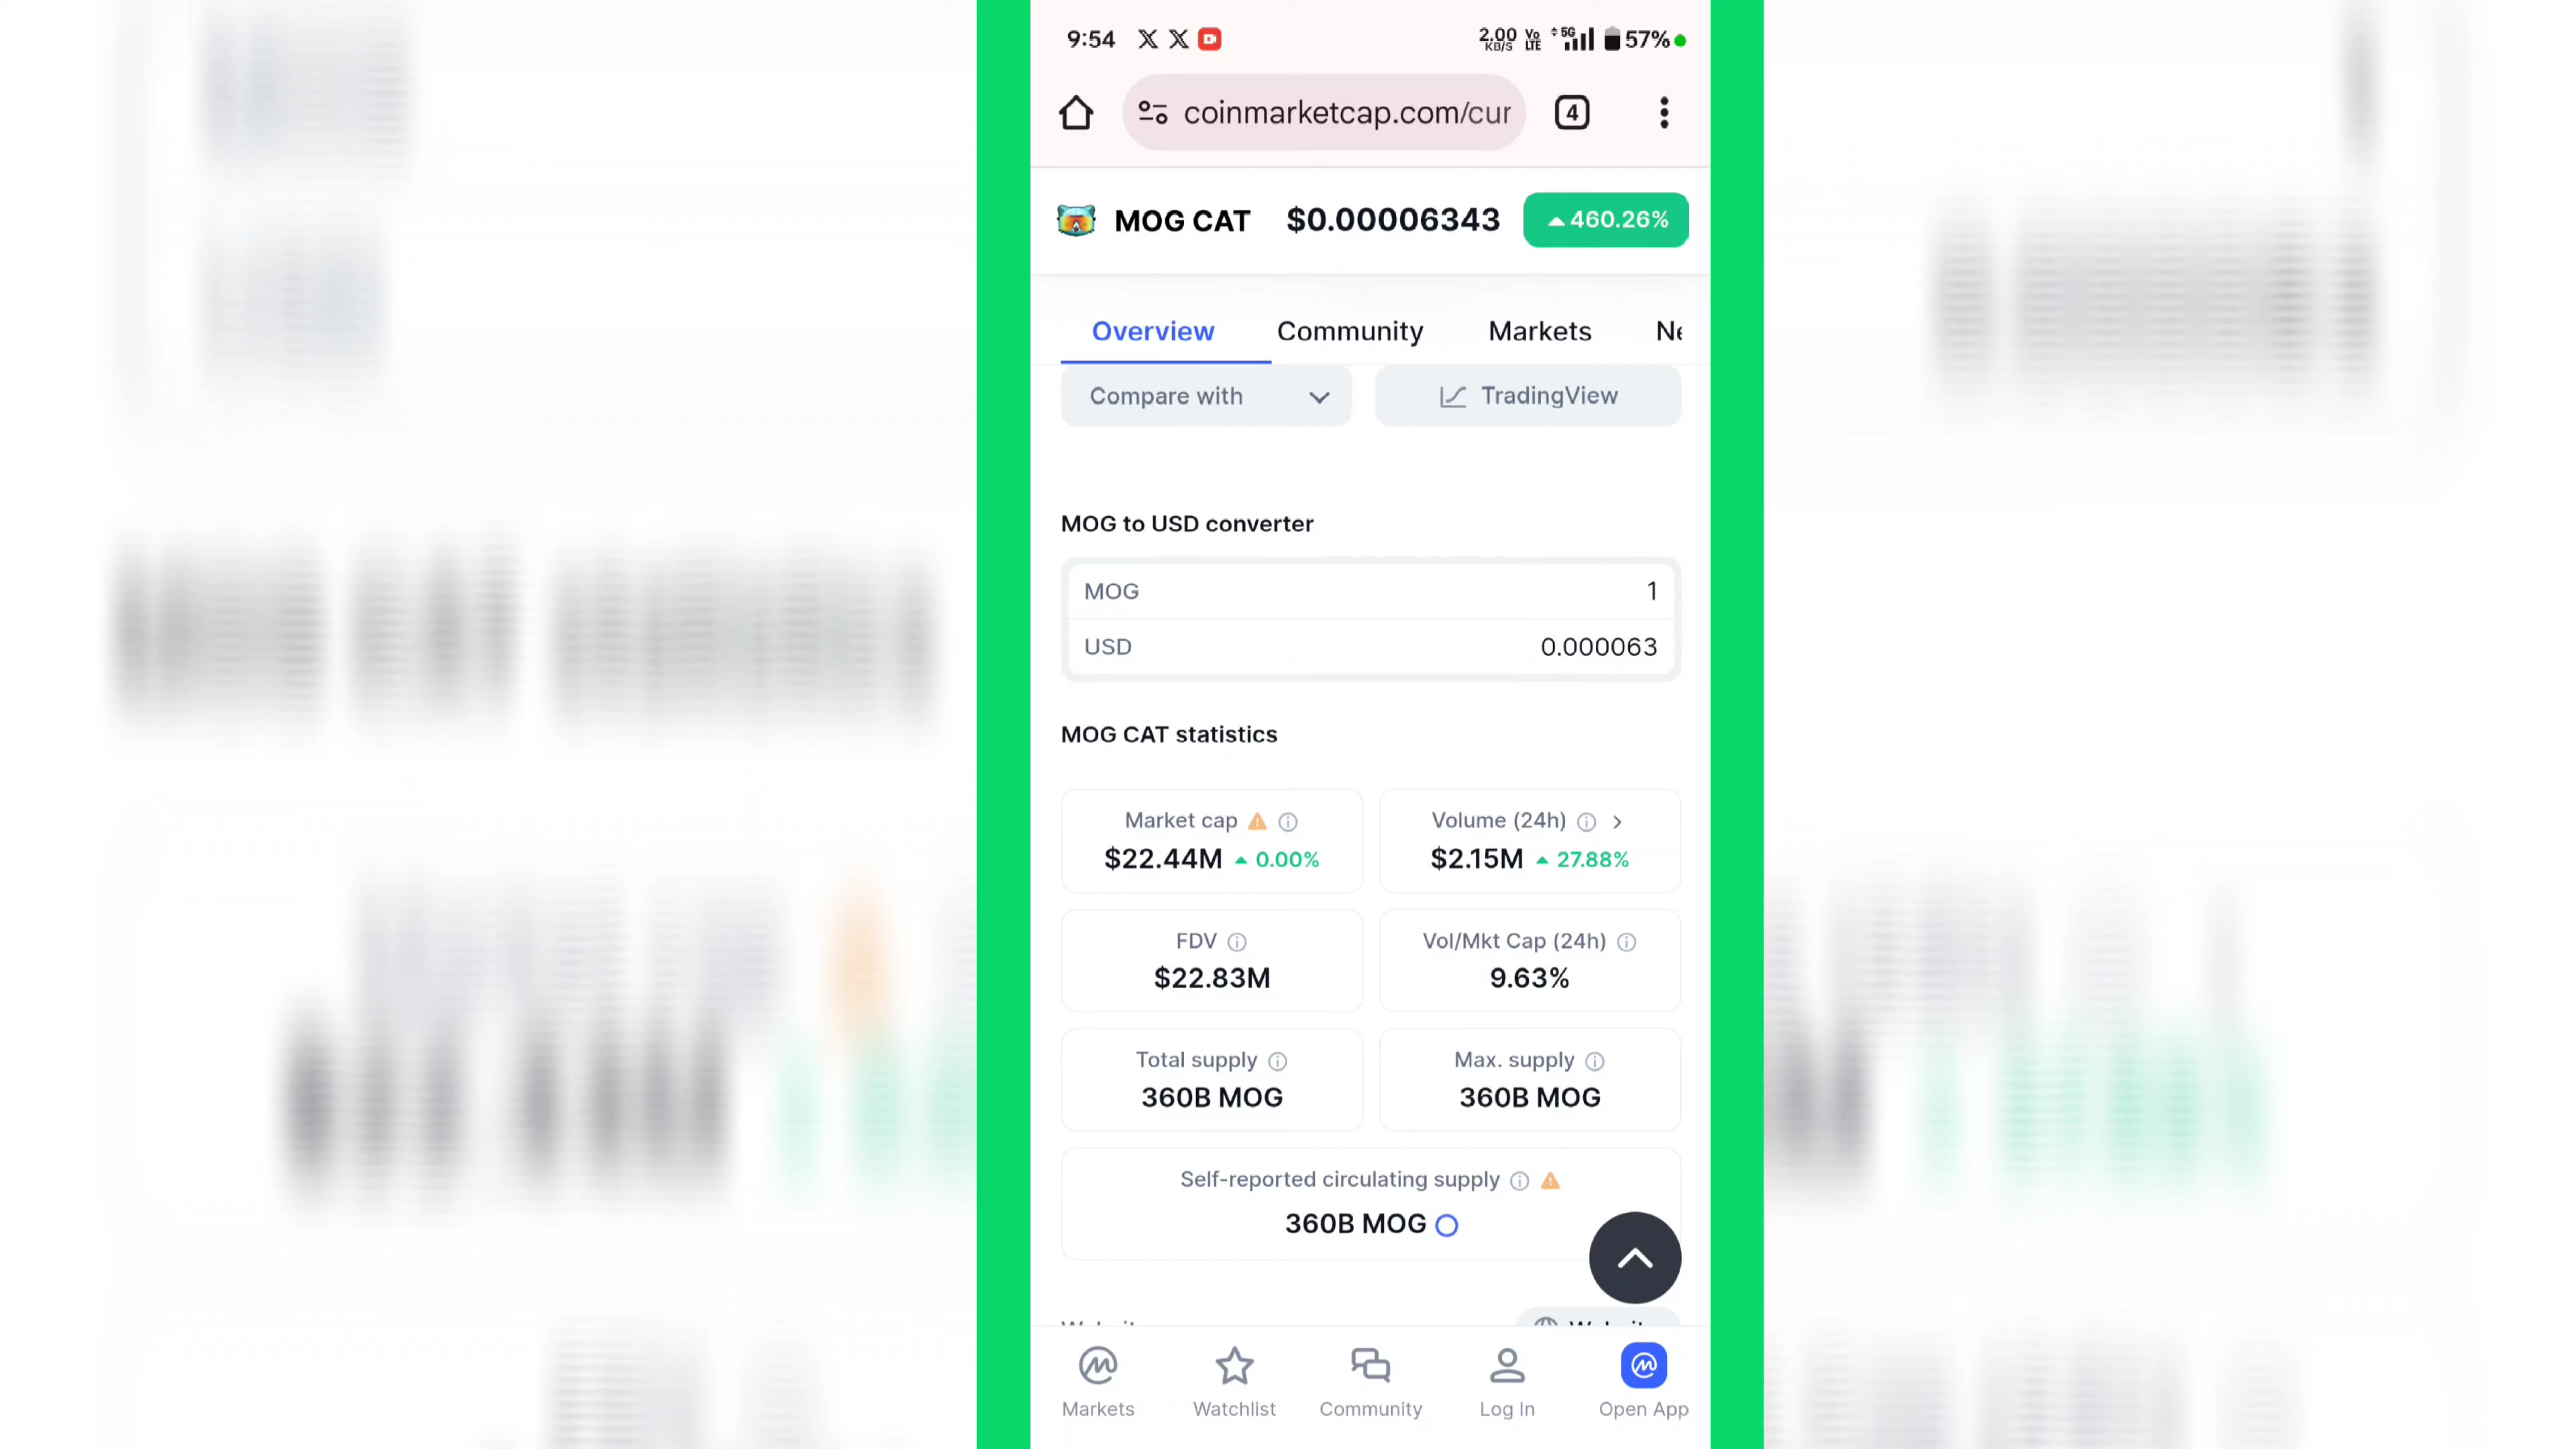 9:54 2.00 KB/S Vo LTE 5G 57%
coinmarketcap.com/cur 4
MOG CAT $0.00006343 460.26%
Overview Community Markets Ne
Compare with TradingView
MOG to USD converter
MOG 1
USD 0.000063
MOG CAT statistics
Market cap Volume (24h)
$22.44M 0.00% $2.15M 27.88%
FDV Vol/Mkt Cap (24h)
$22.83M 9.63%
Total supply Max. supply
360B MOG 360B MOG
Self-reported circulating supply
360B MOG
Markets Watchlist Community Log In Open App